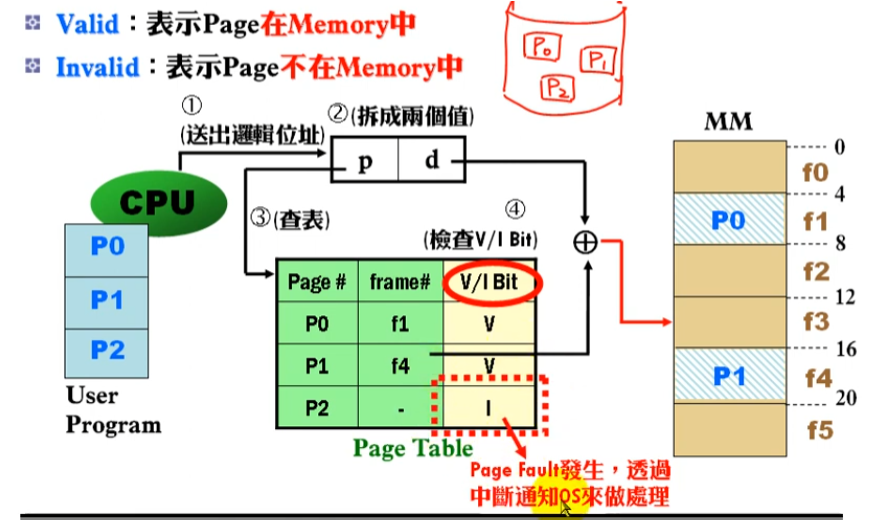 Valid：表示Page在Memory中
Invalid：表示Page不在Memory中
P0
P1
P2
①
(送出邏輯位址)
②(拆成兩個值)
p d
CPU
③(查表)
④
(檢查V/I Bit)
P0
P1
P2
User
Program
Page # frame# V/I Bit
P0 f1 V
P1 f4 V
P2 - I
Page Table
Page Fault發生，透過
中斷通知OS來做處理
MM
0
f0
4
P0 f1
8
f2
12
f3
16
P1 f4
20
f5